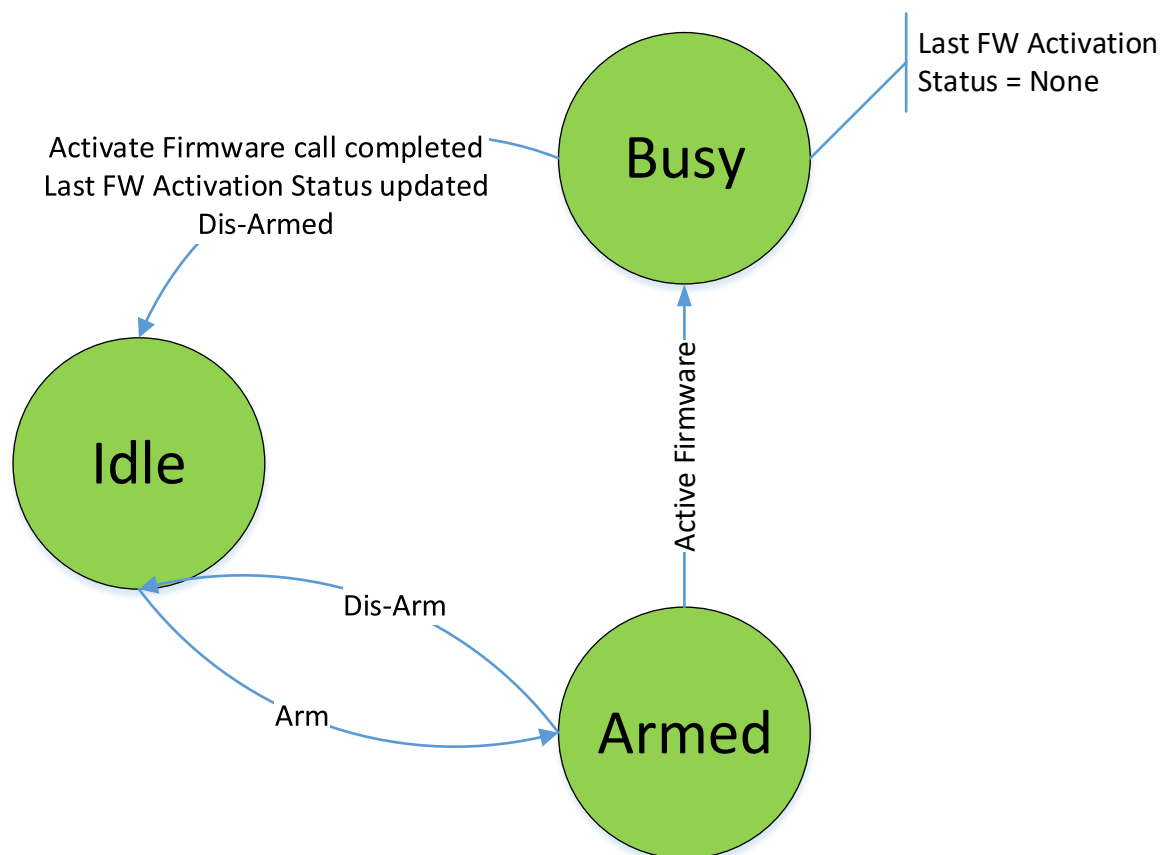 Last FW Activation
Status = None
Busy
Activate Firmware call completed
Last FW Activation Status updated
Dis-Armed
Idle
Active Firmware
Dis-Arm
Arm
Armed